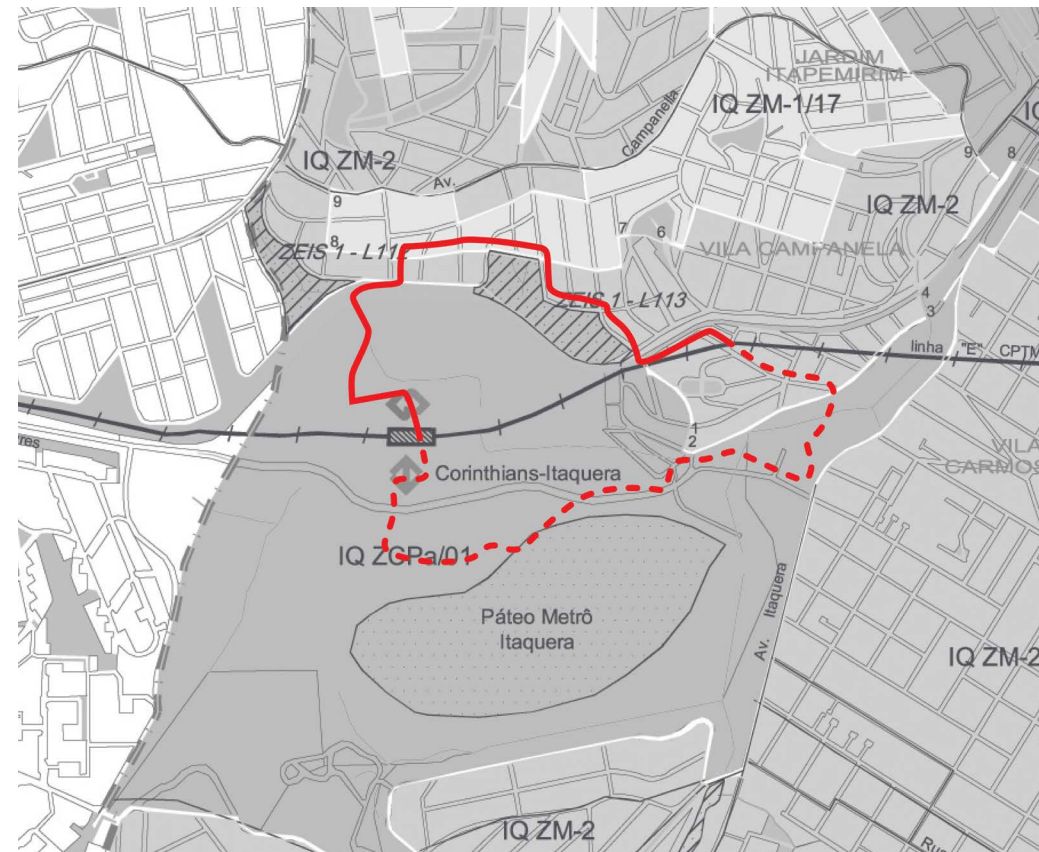 JARDIM
ITAPEMIRIM
IQ ZM-1/17
Campanella
Av.
IQ ZM-2
9
8
ZEIS 1 - L112
7
6
VILA CAMPANELA
IQ ZM-2
9
8
ZEIS 1 - L113
4
3
linha "E" CPTM
1
2
Corinthians-Itaquera
VILA
CARMOS
IQ ZCPa/01
Páteo Metrô
Itaquera
Av. Itaquera
IQ ZM-2
IQ ZM-2
Rua